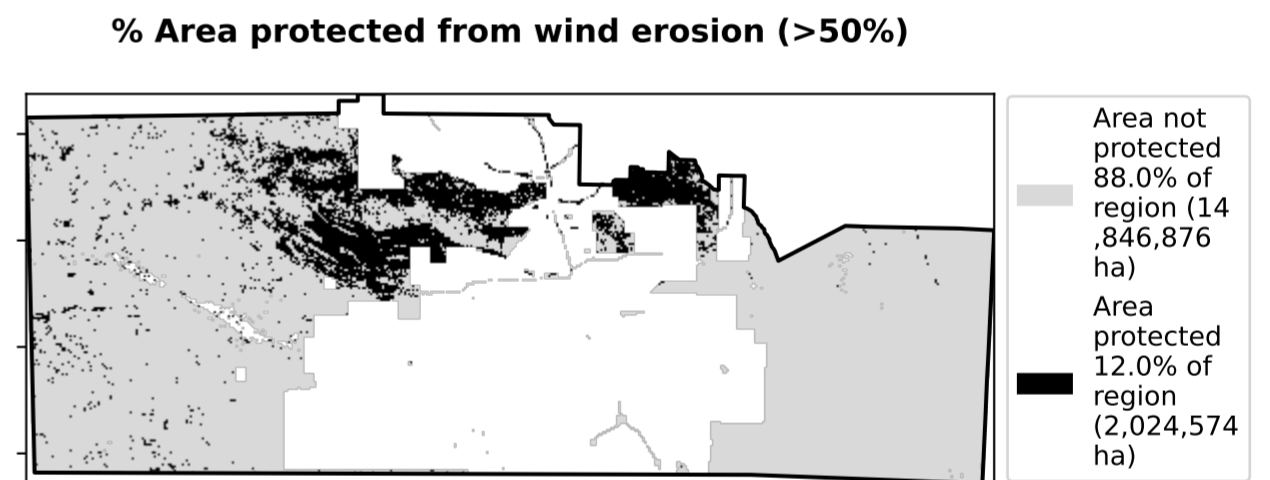 % Area protected from wind erosion (>50%)
Area not
protected
88.0% of
region (14
,846,876
ha)
Area
protected
12.0% of
region
(2,024,574
ha)